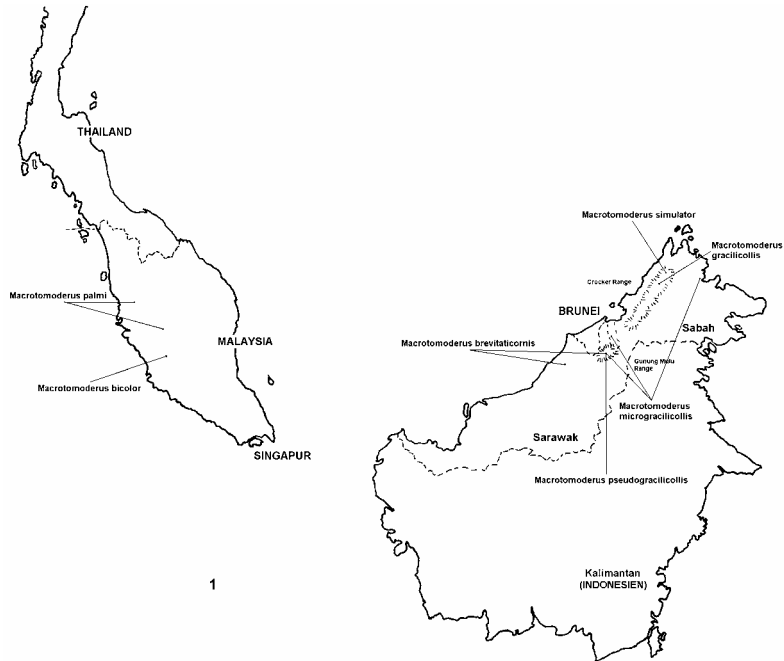 THAILAND
Macrotomoderus simulator
Macrotomoderus
gracilicollis
Crocker Range
Macrotomoderus palmi
BRUNEI
Sabah
MALAYSIA
Macrotomoderus brevitaticornis
Gunung Mulu
Range
Macrotomoderus bicolor
Macrotomoderus
microgracilicollis
Sarawak
SINGAPUR
Macrotomoderus pseudogracilicollis
1
Kalimantan
(INDONESIEN)